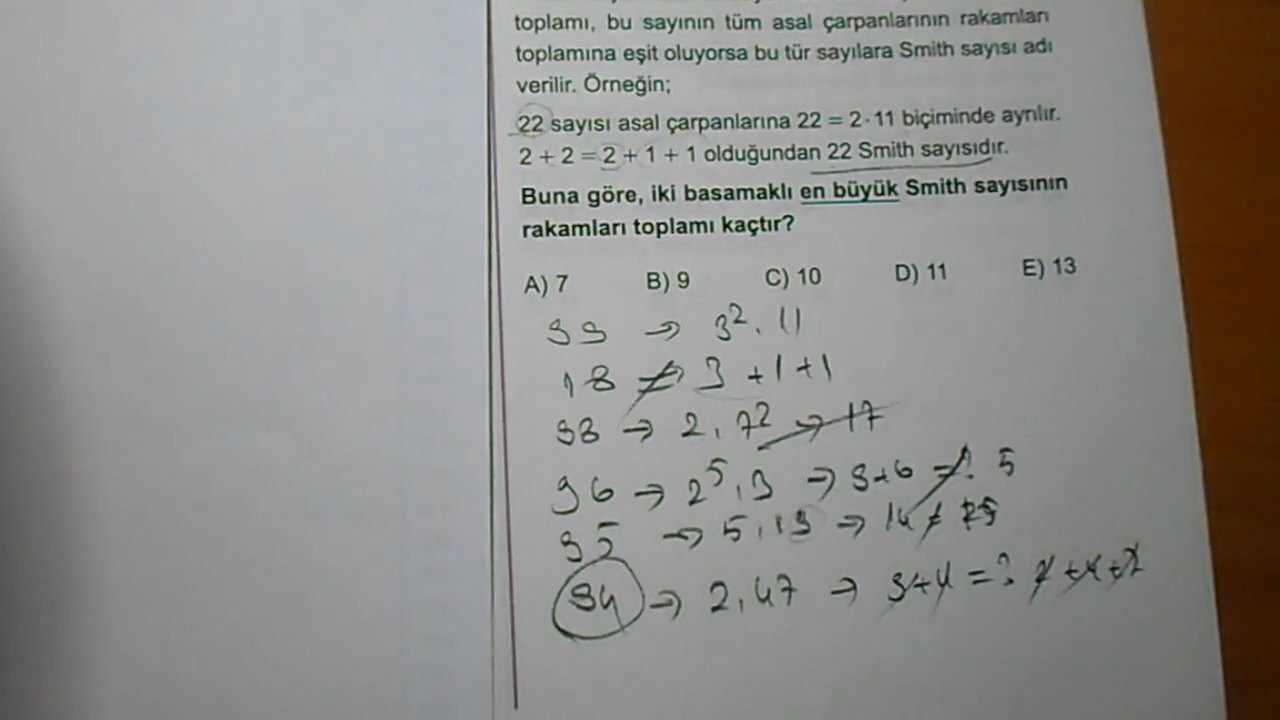 toplamı, bu sayının tüm asal çarpanlarının rakamları
toplamına eşit oluyorsa bu tür sayılara Smith sayısı adı
verilir. Örneğin;
22 sayısı asal çarpanlarına 22 = 2·11 biçiminde ayrılır.
2 + 2 = 2 + 1 + 1 olduğundan 22 Smith sayısıdır.
Buna göre, iki basamaklı en büyük Smith sayısının
rakamları toplamı kaçtır?
A) 7 B) 9 C) 10 D) 11 E) 13
99 → 3². 11
18 ≠ 3 + 1 + 1
98 → 2. 7² → 17
96 → 2⁵. 3 → 9+6 ≠ 5
95 → 5. 19 → 14 ≠
94 → 2. 47 → 9+4 =?